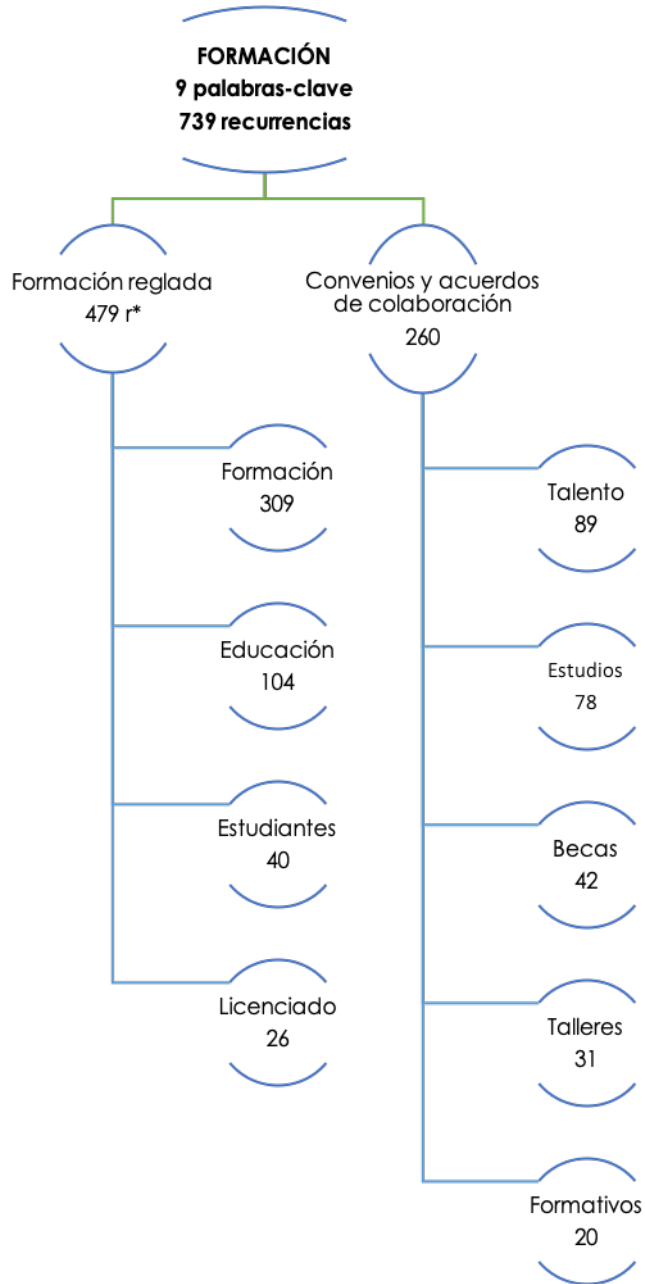 FORMACIÓN
9 palabras-clave
739 recurrencias
Formación reglada
479 r*
Convenios y acuerdos
de colaboración
260
Formación
309
Educación
104
Estudiantes
40
Licenciado
26
Talento
89
Estudios
78
Becas
42
Talleres
31
Formativos
20